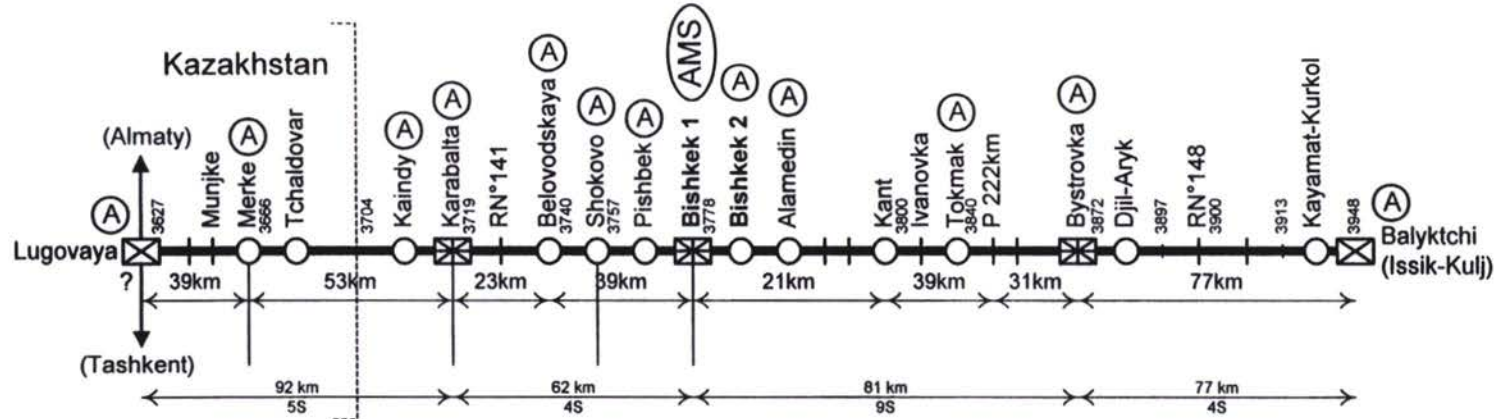 Kazakhstan
(Almaty)
A
3627
Lugovaya
?
(Tashkent)
Munjke
Merke
A
3666
Tchaldovar
3704
Kaindy
A
Karabalta
A
3719
RN°141
Belovodskaya
A
3740
Shokovo
A
3757
Pishbek
A
AMS
Bishkek 1
3778
Bishkek 2
A
Alamedin
A
Kant
3800
Ivanovka
Tokmak
A
3840
P 222km
Bystrovka
A
3872
Djil-Aryk
3897
RN°148
3900
3913
Kayamat-Kurkol
3948
A
Balyktchi
(Issik-Kulj)
39km
53km
23km
39km
21km
39km
31km
77km
92 km
5S
62 km
4S
81 km
9S
77 km
4S